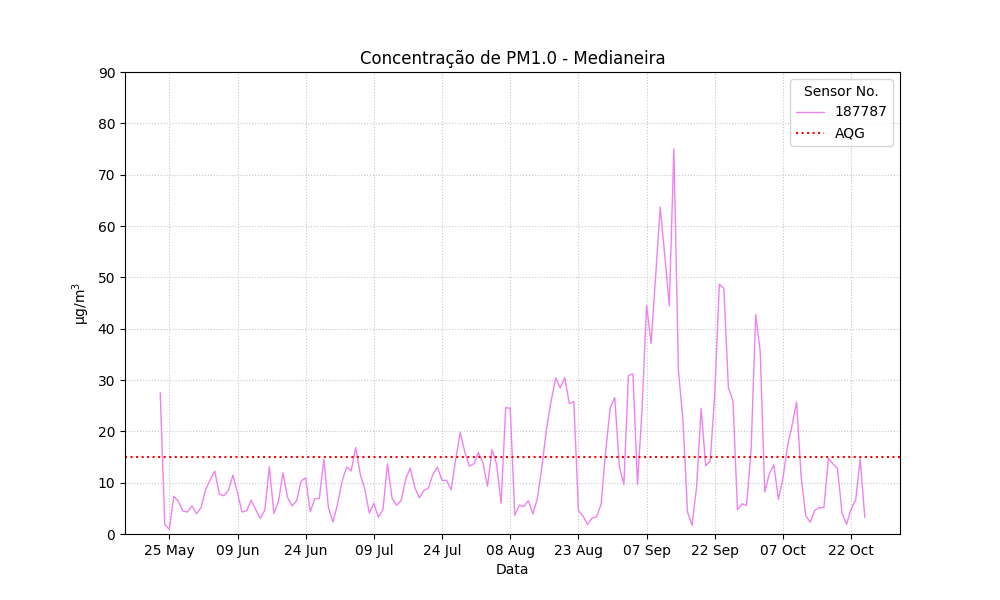 Concentração de PM1.0 - Medianeira
Sensor No.
187787
AQG
90
80
70
60
50
40
30
20
10
0
µg/m³
25 May 09 Jun 24 Jun 09 Jul 24 Jul 08 Aug 23 Aug 07 Sep 22 Sep 07 Oct 22 Oct
Data